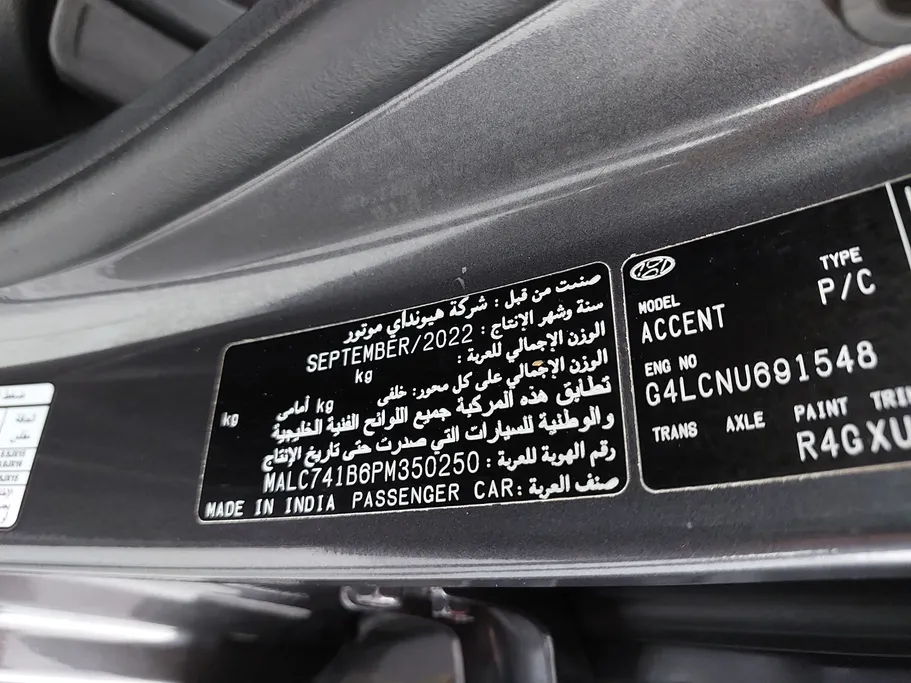 صنعت من قبل : شركة هيونداي موتور
سنة وشهر الإنتاج : SEPTEMBER/2022
الوزن الإجمالي للعربة : kg
الوزن الإجمالي على كل محور: خلفي kg أمامي kg
تطابق هذه المركبة جميع اللوائح الفنية الخليجية
والوطنية للسيارات التي صدرت حتى تاريخ الإنتاج
رقم الهوية للعربة : MALC741B6PM350250
صنف العربة : PASSENGER CAR MADE IN INDIA
MODEL TYPE
ACCENT P/C
ENG NO
G4LCNU691548
TRANS AXLE PAINT TRIM
R4GXU